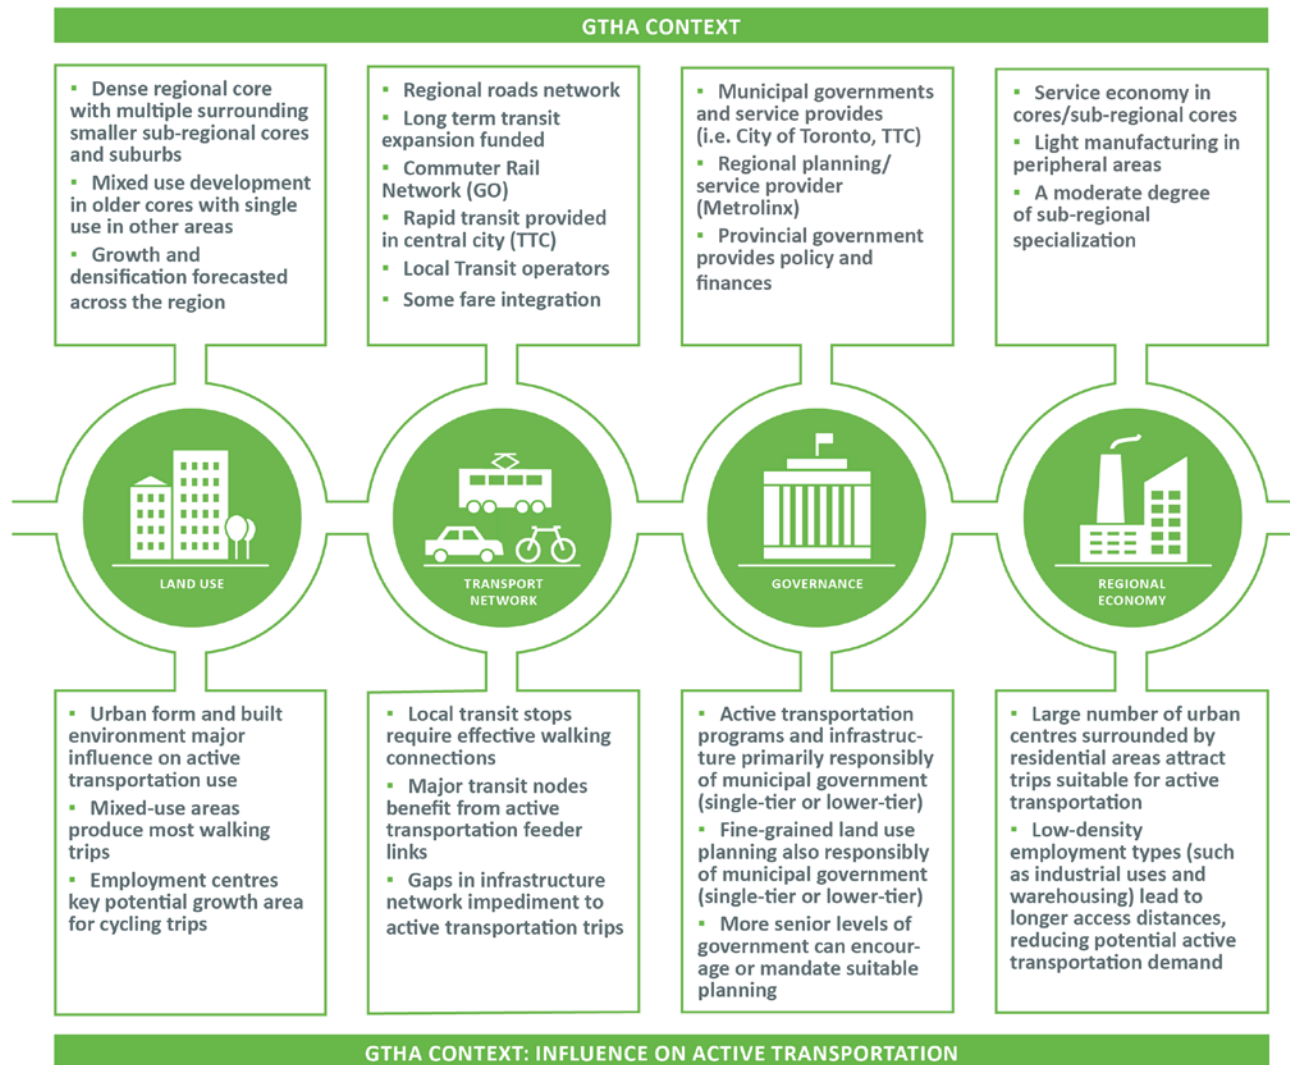 GTHA CONTEXT
▪ Dense regional core
with multiple surrounding
smaller sub-regional cores
and suburbs
▪ Mixed use development
in older cores with single
use in other areas
▪ Growth and
densification forecasted
across the region
▪ Regional roads network
▪ Long term transit
expansion funded
▪ Commuter Rail
Network (GO)
▪ Rapid transit provided
in central city (TTC)
▪ Local Transit operators
▪ Some fare integration
▪ Municipal governments
and service provides
(i.e. City of Toronto, TTC)
▪ Regional planning/
service provider
(Metrolinx)
▪ Provincial government
provides policy and
finances
▪ Service economy in
cores/sub-regional cores
▪ Light manufacturing in
peripheral areas
▪ A moderate degree
of sub-regional
specialization
LAND USE
TRANSPORT
NETWORK
GOVERNANCE
REGIONAL
ECONOMY
▪ Urban form and built
environment major
influence on active
transportation use
▪ Mixed-use areas
produce most walking
trips
▪ Employment centres
key potential growth area
for cycling trips
▪ Local transit stops
require effective walking
connections
▪ Major transit nodes
benefit from active
transportation feeder
links
▪ Gaps in infrastructure
network impediment to
active transportation trips
▪ Active transportation
programs and infrastruc-
ture primarily responsibly
of municipal government
(single-tier or lower-tier)
▪ Fine-grained land use
planning also responsibly
of municipal government
(single-tier or lower-tier)
▪ More senior levels of
government can encour-
age or mandate suitable
planning
▪ Large number of urban
centres surrounded by
residential areas attract
trips suitable for active
transportation
▪ Low-density
employment types (such
as industrial uses and
warehousing) lead to
longer access distances,
reducing potential active
transportation demand
GTHA CONTEXT: INFLUENCE ON ACTIVE TRANSPORTATION